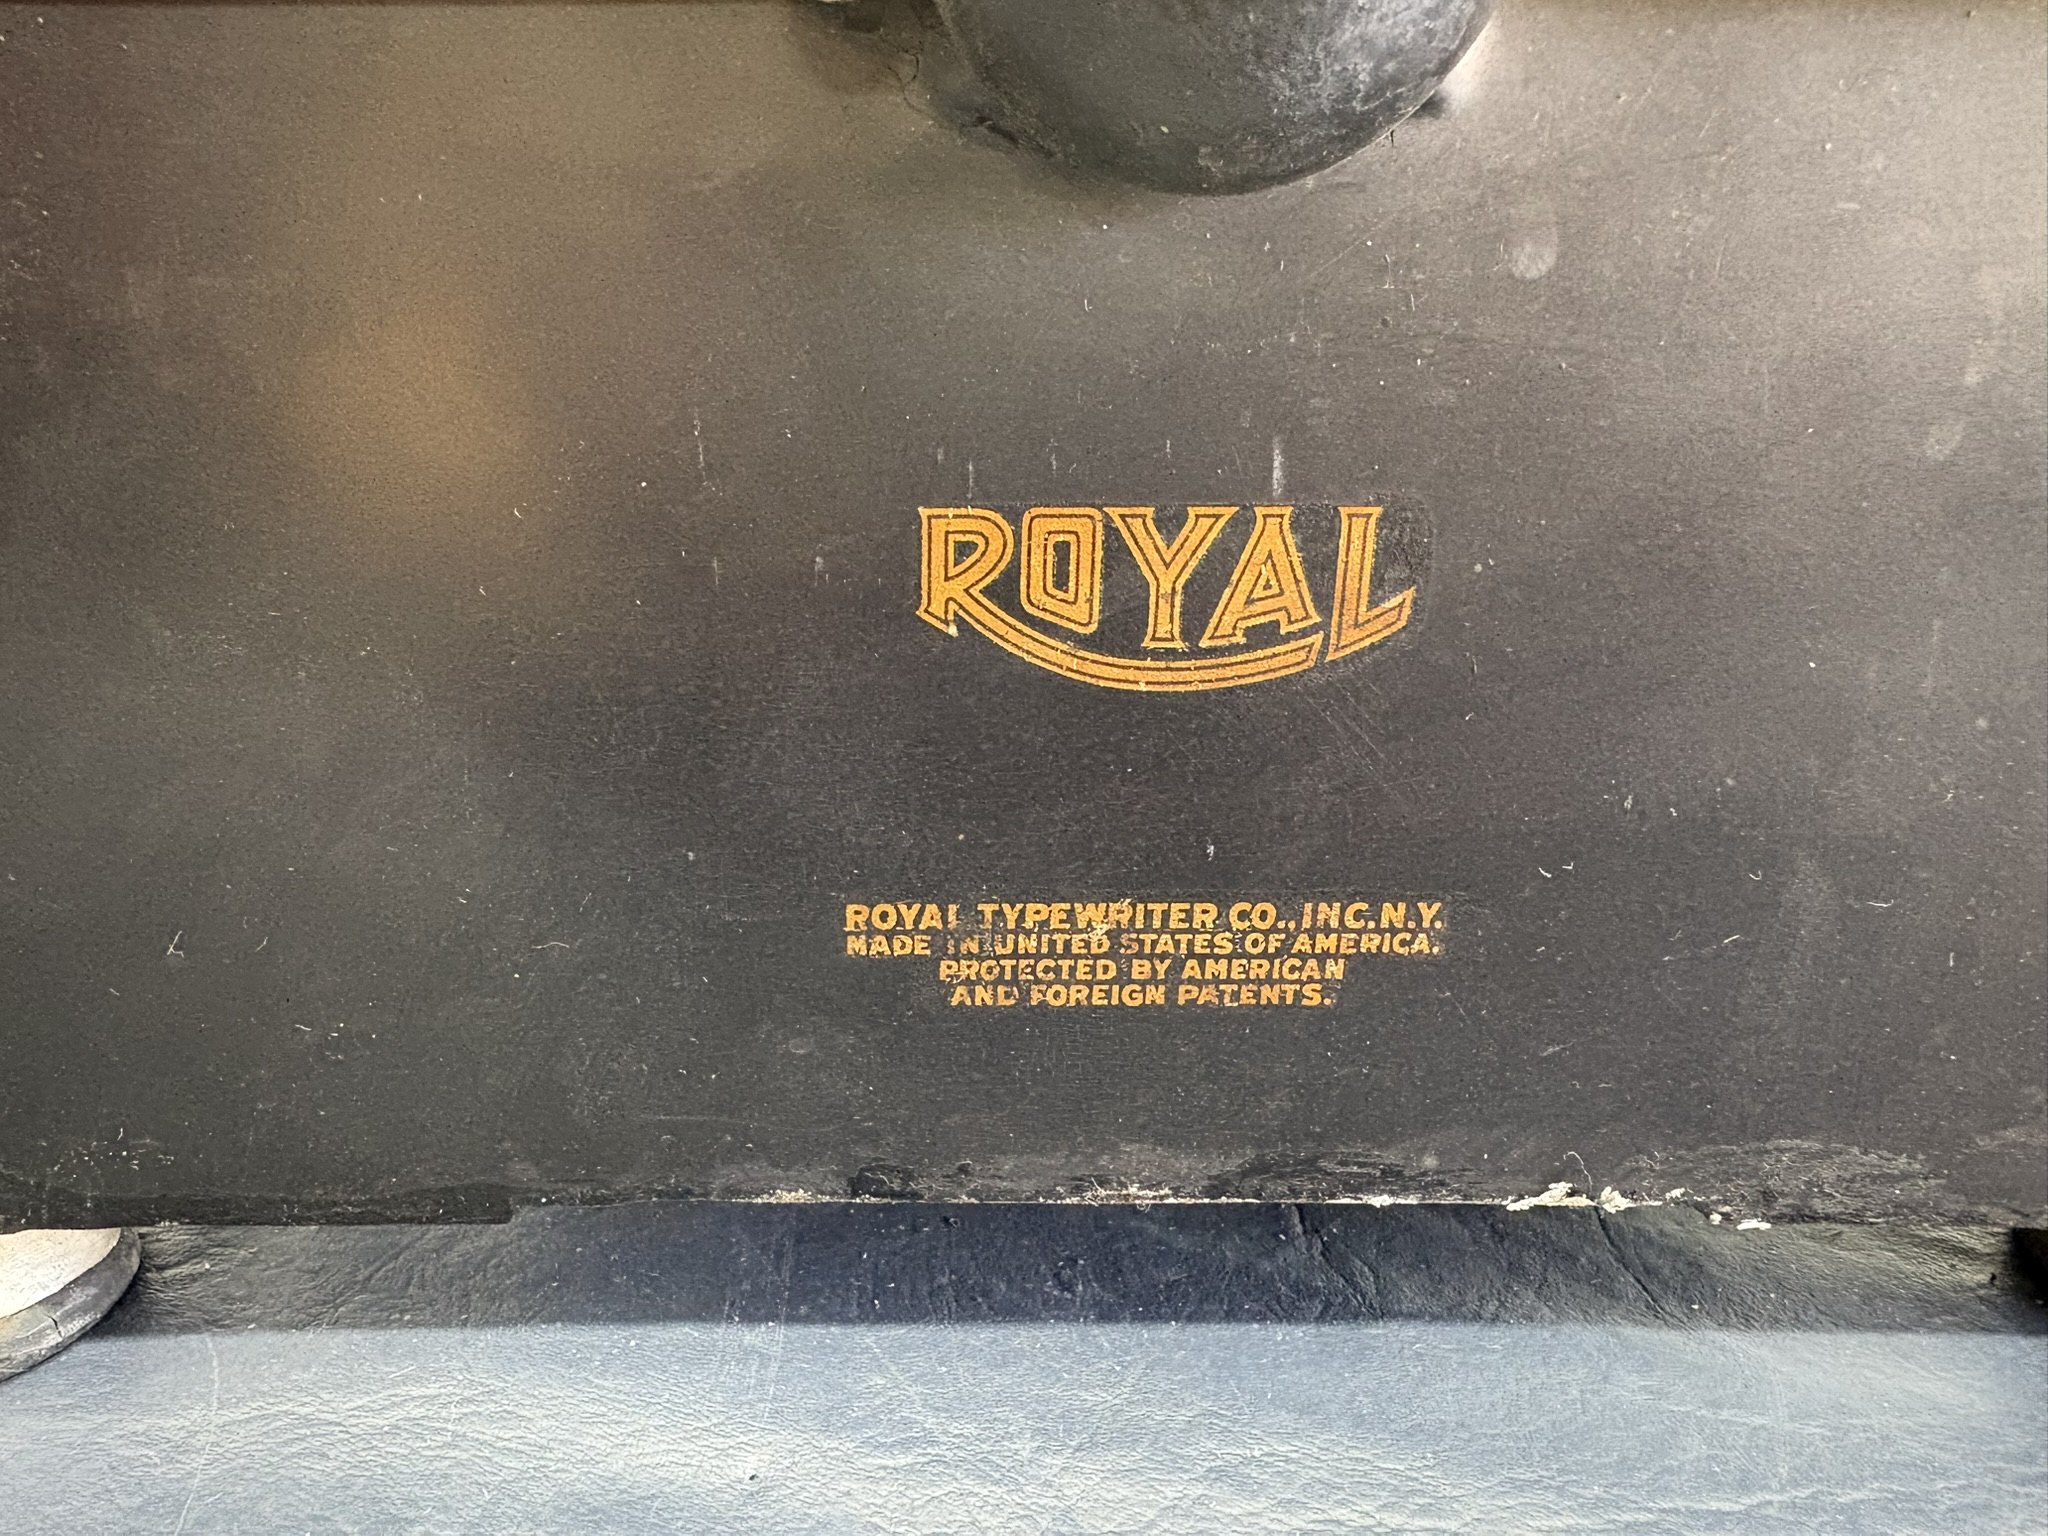 ROYAL
ROYAL TYPEWRITER CO., INC. N.Y.
MADE IN UNITED STATES OF AMERICA.
PROTECTED BY AMERICAN
AND FOREIGN PATENTS.